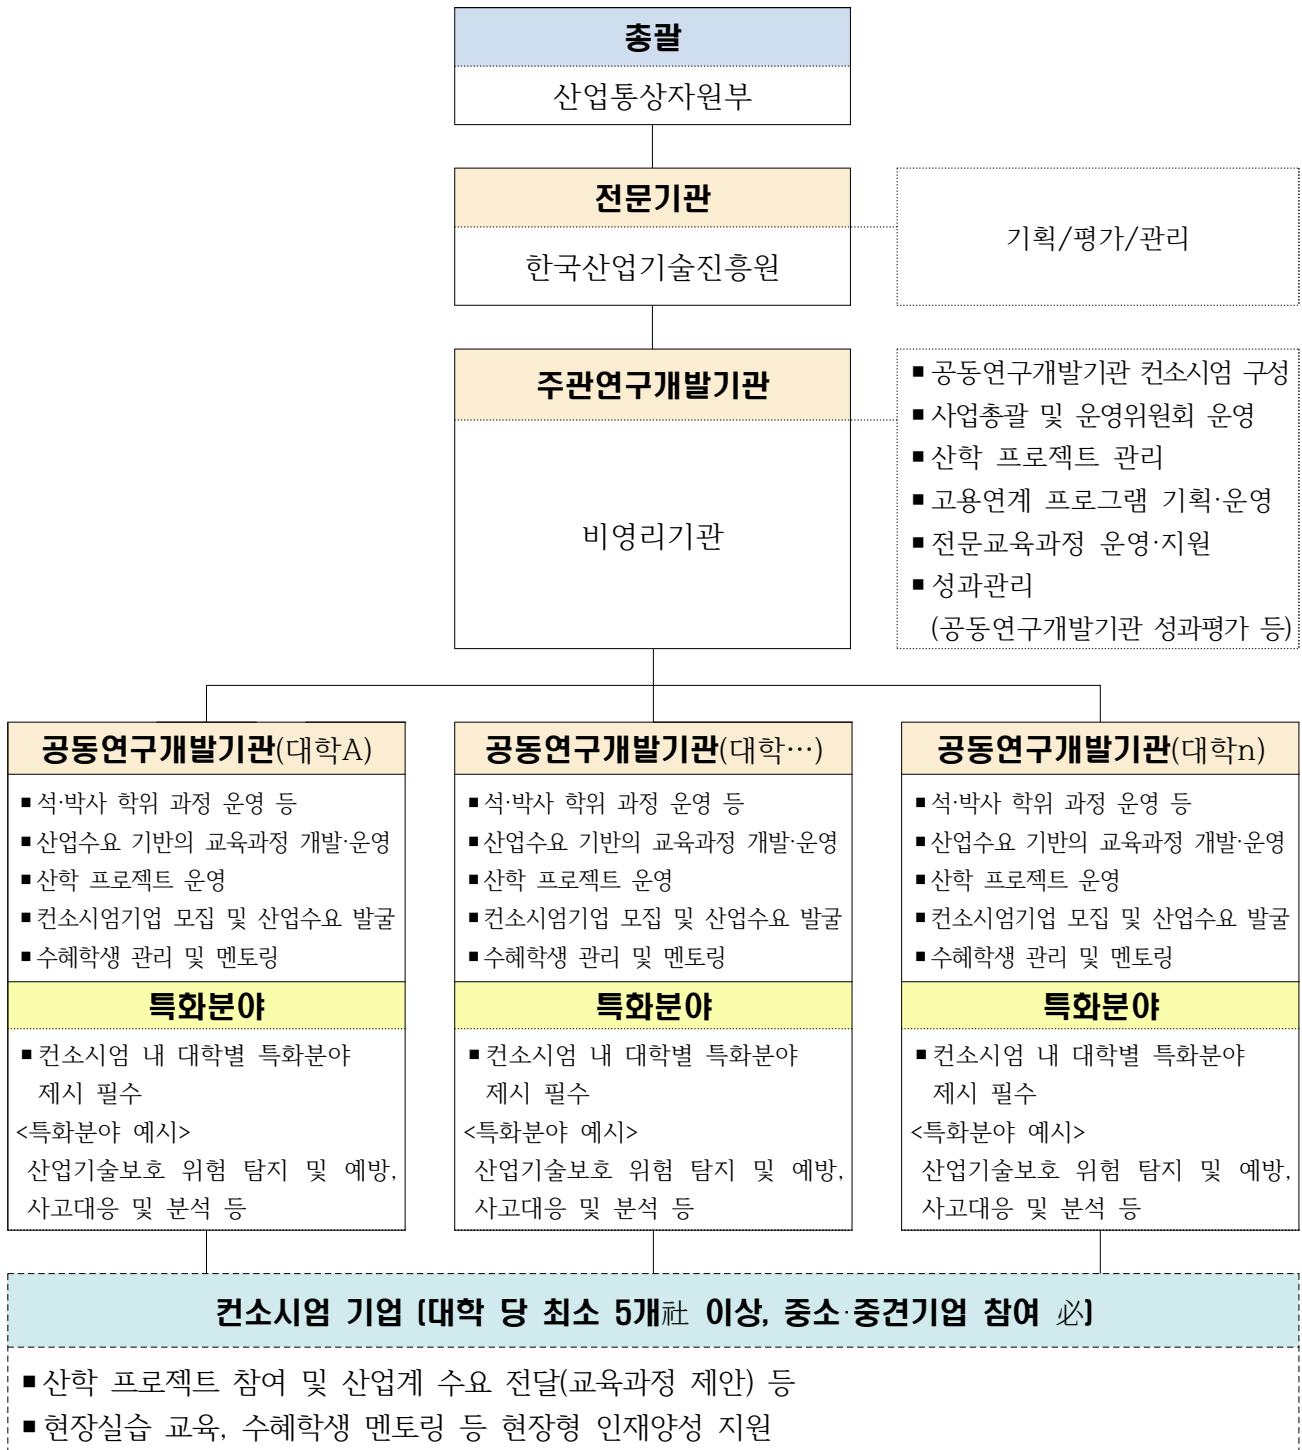 총괄
산업통상자원부
전문기관
한국산업기술진흥원
기획/평가/관리
주관연구개발기관
비영리기관
■ 공동연구개발기관 컨소시엄 구성
■ 사업총괄 및 운영위원회 운영
■ 산학 프로젝트 관리
■ 고용연계 프로그램 기획·운영
■ 전문교육과정 운영·지원
■ 성과관리
(공동연구개발기관 성과평가 등)
공동연구개발기관(대학A)
■ 석·박사 학위 과정 운영 등
■ 산업수요 기반의 교육과정 개발·운영
■ 산학 프로젝트 운영
■ 컨소시엄기업 모집 및 산업수요 발굴
■ 수혜학생 관리 및 멘토링
특화분야
■ 컨소시엄 내 대학별 특화분야
제시 필수
<특화분야 예시>
산업기술보호 위험 탐지 및 예방,
사고대응 및 분석 등
공동연구개발기관(대학…)
■ 석·박사 학위 과정 운영 등
■ 산업수요 기반의 교육과정 개발·운영
■ 산학 프로젝트 운영
■ 컨소시엄기업 모집 및 산업수요 발굴
■ 수혜학생 관리 및 멘토링
특화분야
■ 컨소시엄 내 대학별 특화분야
제시 필수
<특화분야 예시>
산업기술보호 위험 탐지 및 예방,
사고대응 및 분석 등
공동연구개발기관(대학n)
■ 석·박사 학위 과정 운영 등
■ 산업수요 기반의 교육과정 개발·운영
■ 산학 프로젝트 운영
■ 컨소시엄기업 모집 및 산업수요 발굴
■ 수혜학생 관리 및 멘토링
특화분야
■ 컨소시엄 내 대학별 특화분야
제시 필수
<특화분야 예시>
산업기술보호 위험 탐지 및 예방,
사고대응 및 분석 등
컨소시엄 기업 (대학 당 최소 5개社 이상, 중소·중견기업 참여 必)
■ 산학 프로젝트 참여 및 산업계 수요 전달(교육과정 제안) 등
■ 현장실습 교육, 수혜학생 멘토링 등 현장형 인재양성 지원